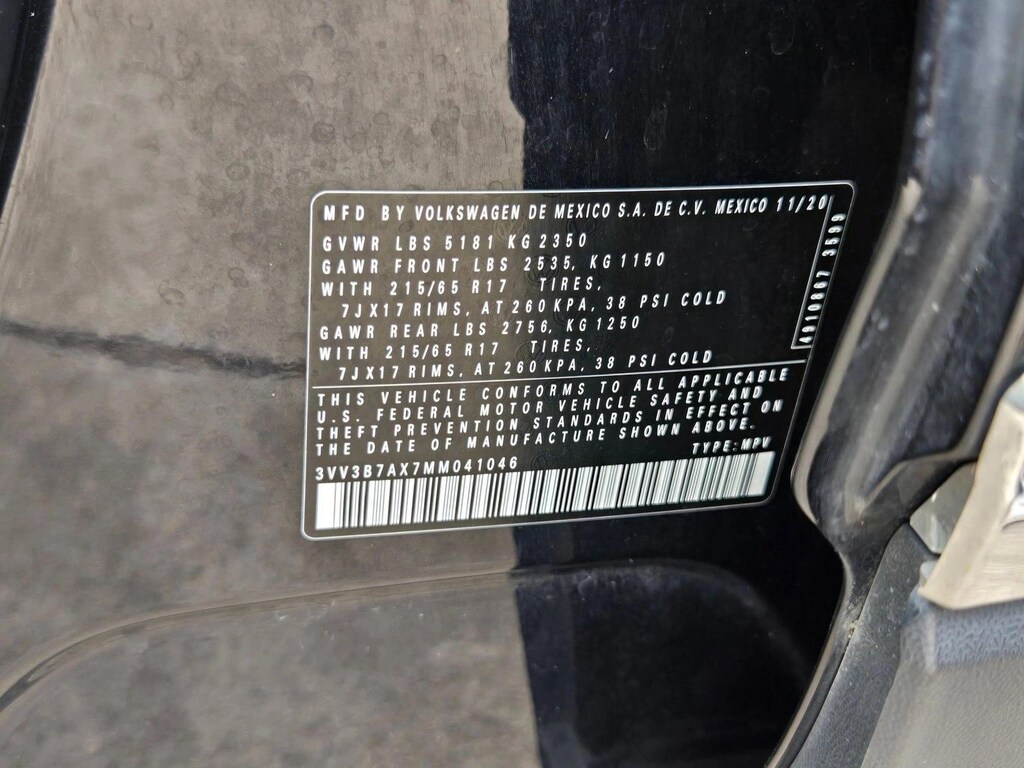 MFD BY VOLKSWAGEN DE MEXICO S.A. DE C.V. MEXICO 11/20
GVWR LBS 5181 KG 2350
GAWR FRONT LBS 2535, KG 1150
WITH 215/65 R17 TIRES,
7JX17 RIMS, AT 260 KPA, 38 PSI COLD
GAWR REAR LBS 2756, KG 1250
WITH 215/65 R17 TIRES,
7JX17 RIMS, AT 260 KPA, 38 PSI COLD
4910807 3599
THIS VEHICLE CONFORMS TO ALL APPLICABLE
U.S. FEDERAL MOTOR VEHICLE SAFETY AND
THEFT PREVENTION STANDARDS IN EFFECT ON
THE DATE OF MANUFACTURE SHOWN ABOVE.
TYPE: MPV
3VV3B7AX7MM041046